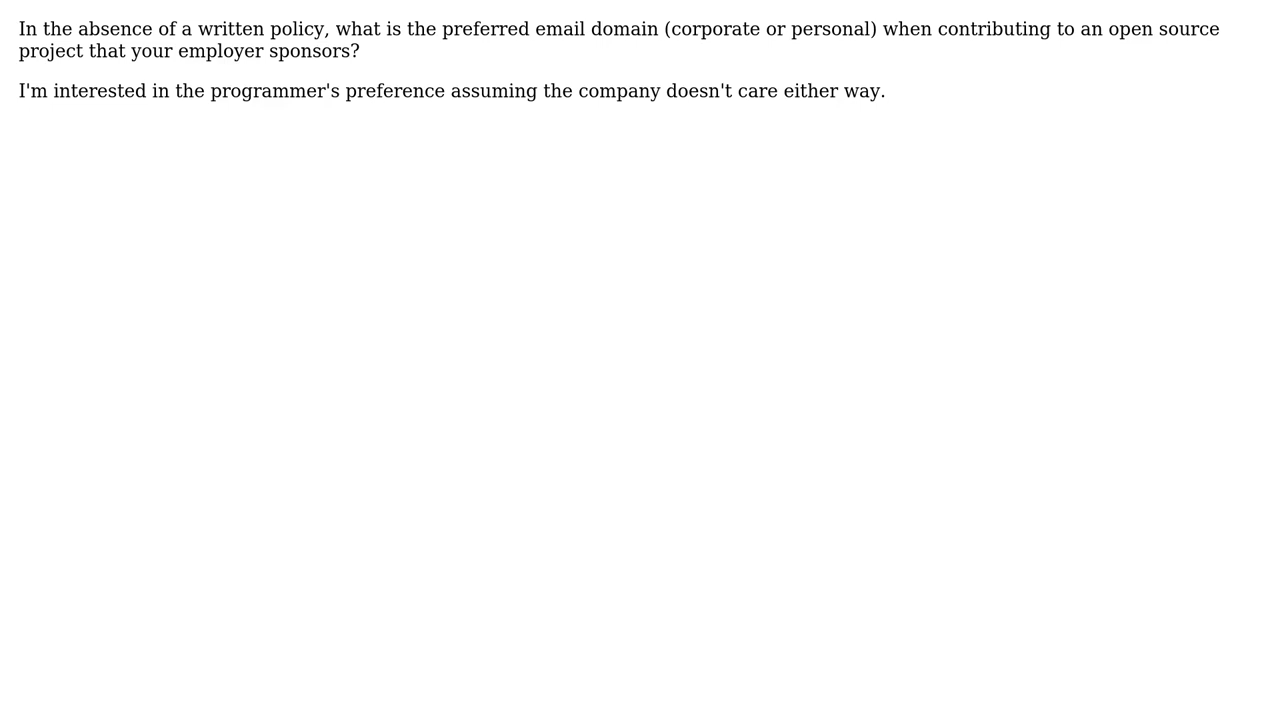 In the absence of a written policy, what is the preferred email domain (corporate or personal) when contributing to an open source
project that your employer sponsors?
I'm interested in the programmer's preference assuming the company doesn't care either way.